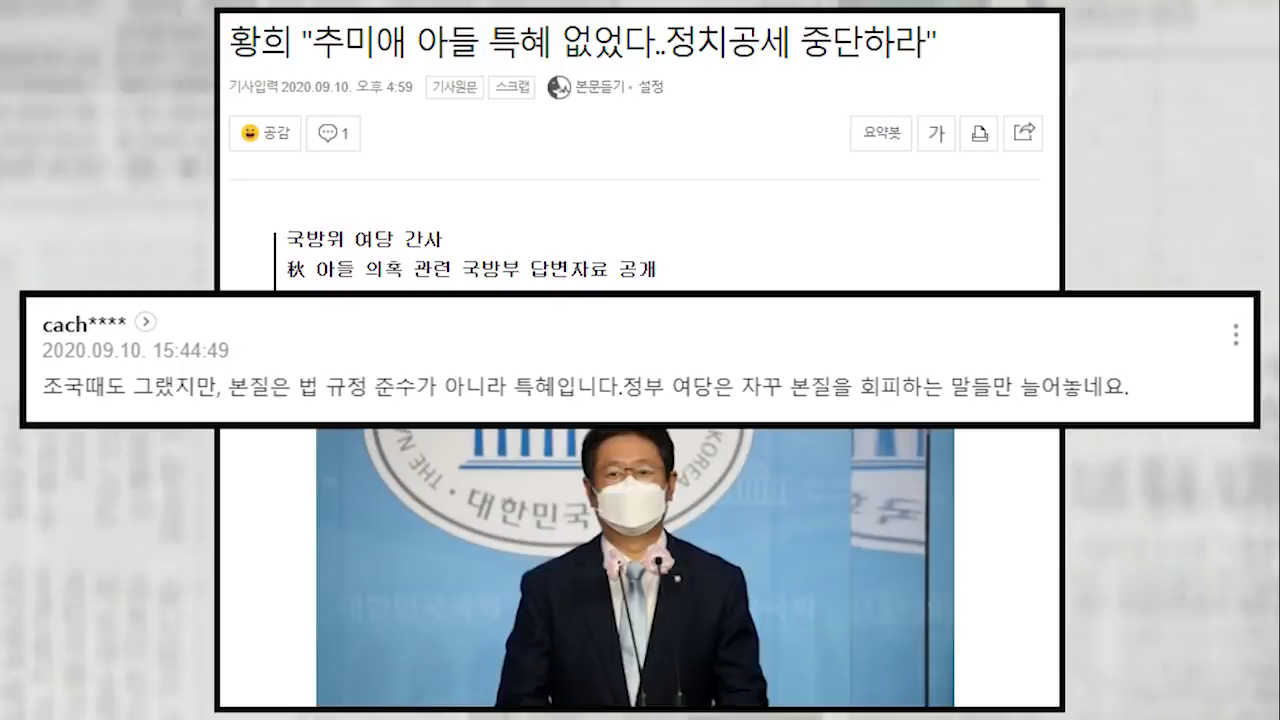 황희 "추미애 아들 특혜 없었다..정치공세 중단하라"
기사입력 2020.09.10. 오후 4:59 기사원문 스크랩 본문듣기 · 설정
공감 1 요약봇 가
국방위 여당 간사
秋 아들 의혹 관련 국방부 답변자료 공개
cach****
2020.09.10. 15:44:49
조국때도 그랬지만, 본질은 법 규정 준수가 아니라 특혜입니다.정부 여당은 자꾸 본질을 회피하는 말들만 늘어놓네요.
THE NA
KOREA
대한민국